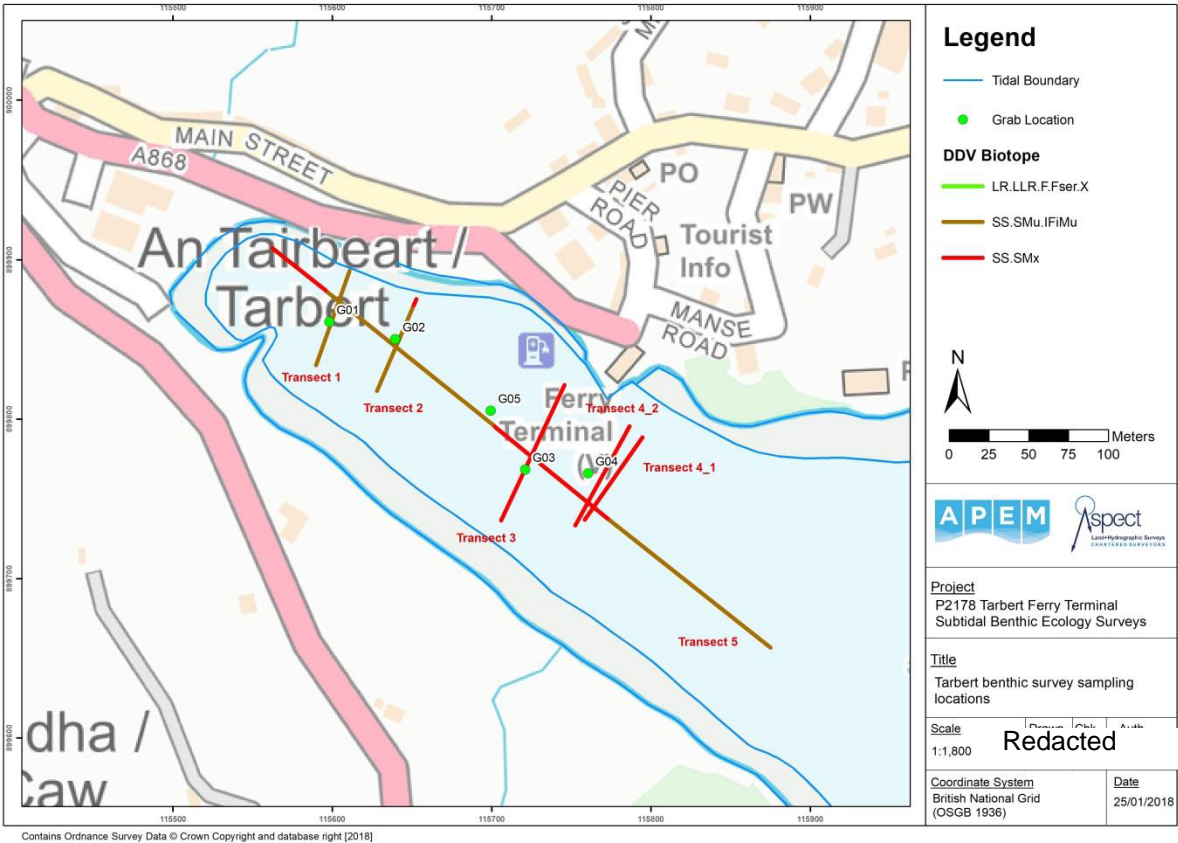 115500
115600
115700
115800
115900
900000
899900
899800
899700
899600
MAIN STREET
A868
PO
PIER
ROAD
PW
Tourist
Info
MANSE
ROAD
An Tairbeart /
Tarbert
G01
G02
G05
G03
G04
Ferry
Terminal
Transect 1
Transect 2
Transect 3
Transect 4_2
Transect 4_1
Transect 5
dha /
Caw
115500
115600
115700
115800
115900
Contains Ordnance Survey Data © Crown Copyright and database right [2018]
Legend
Tidal Boundary
Grab Location
DDV Biotope
LR.LLR.F.Fser.X
SS.SMu.IFiMu
SS.SMx
N
Meters
0 25 50 75 100
APEM
Aspect
Land+Hydrographic Surveys
CHARTERED SURVEYORS
Project
P2178 Tarbert Ferry Terminal
Subtidal Benthic Ecology Surveys
Title
Tarbert benthic survey sampling
locations
Scale
1:1,800
Redacted
Coordinate System
British National Grid
(OSGB 1936)
Date
25/01/2018